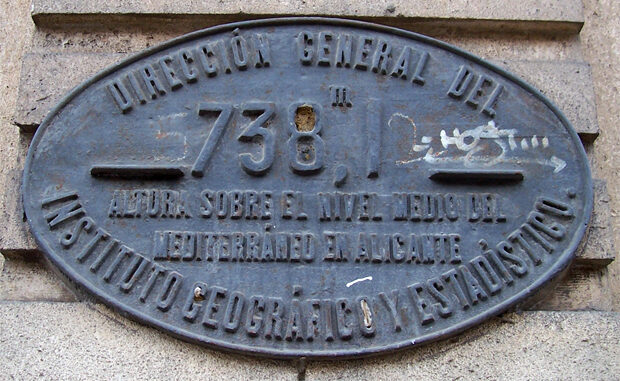 DIRECCIÓN GENERAL DEL
738,1 m
ALTURA SOBRE EL NIVEL MEDIO DEL
MEDITERRÁNEO EN ALICANTE
INSTITUTO GEOGRÁFICO Y ESTADÍSTICO.